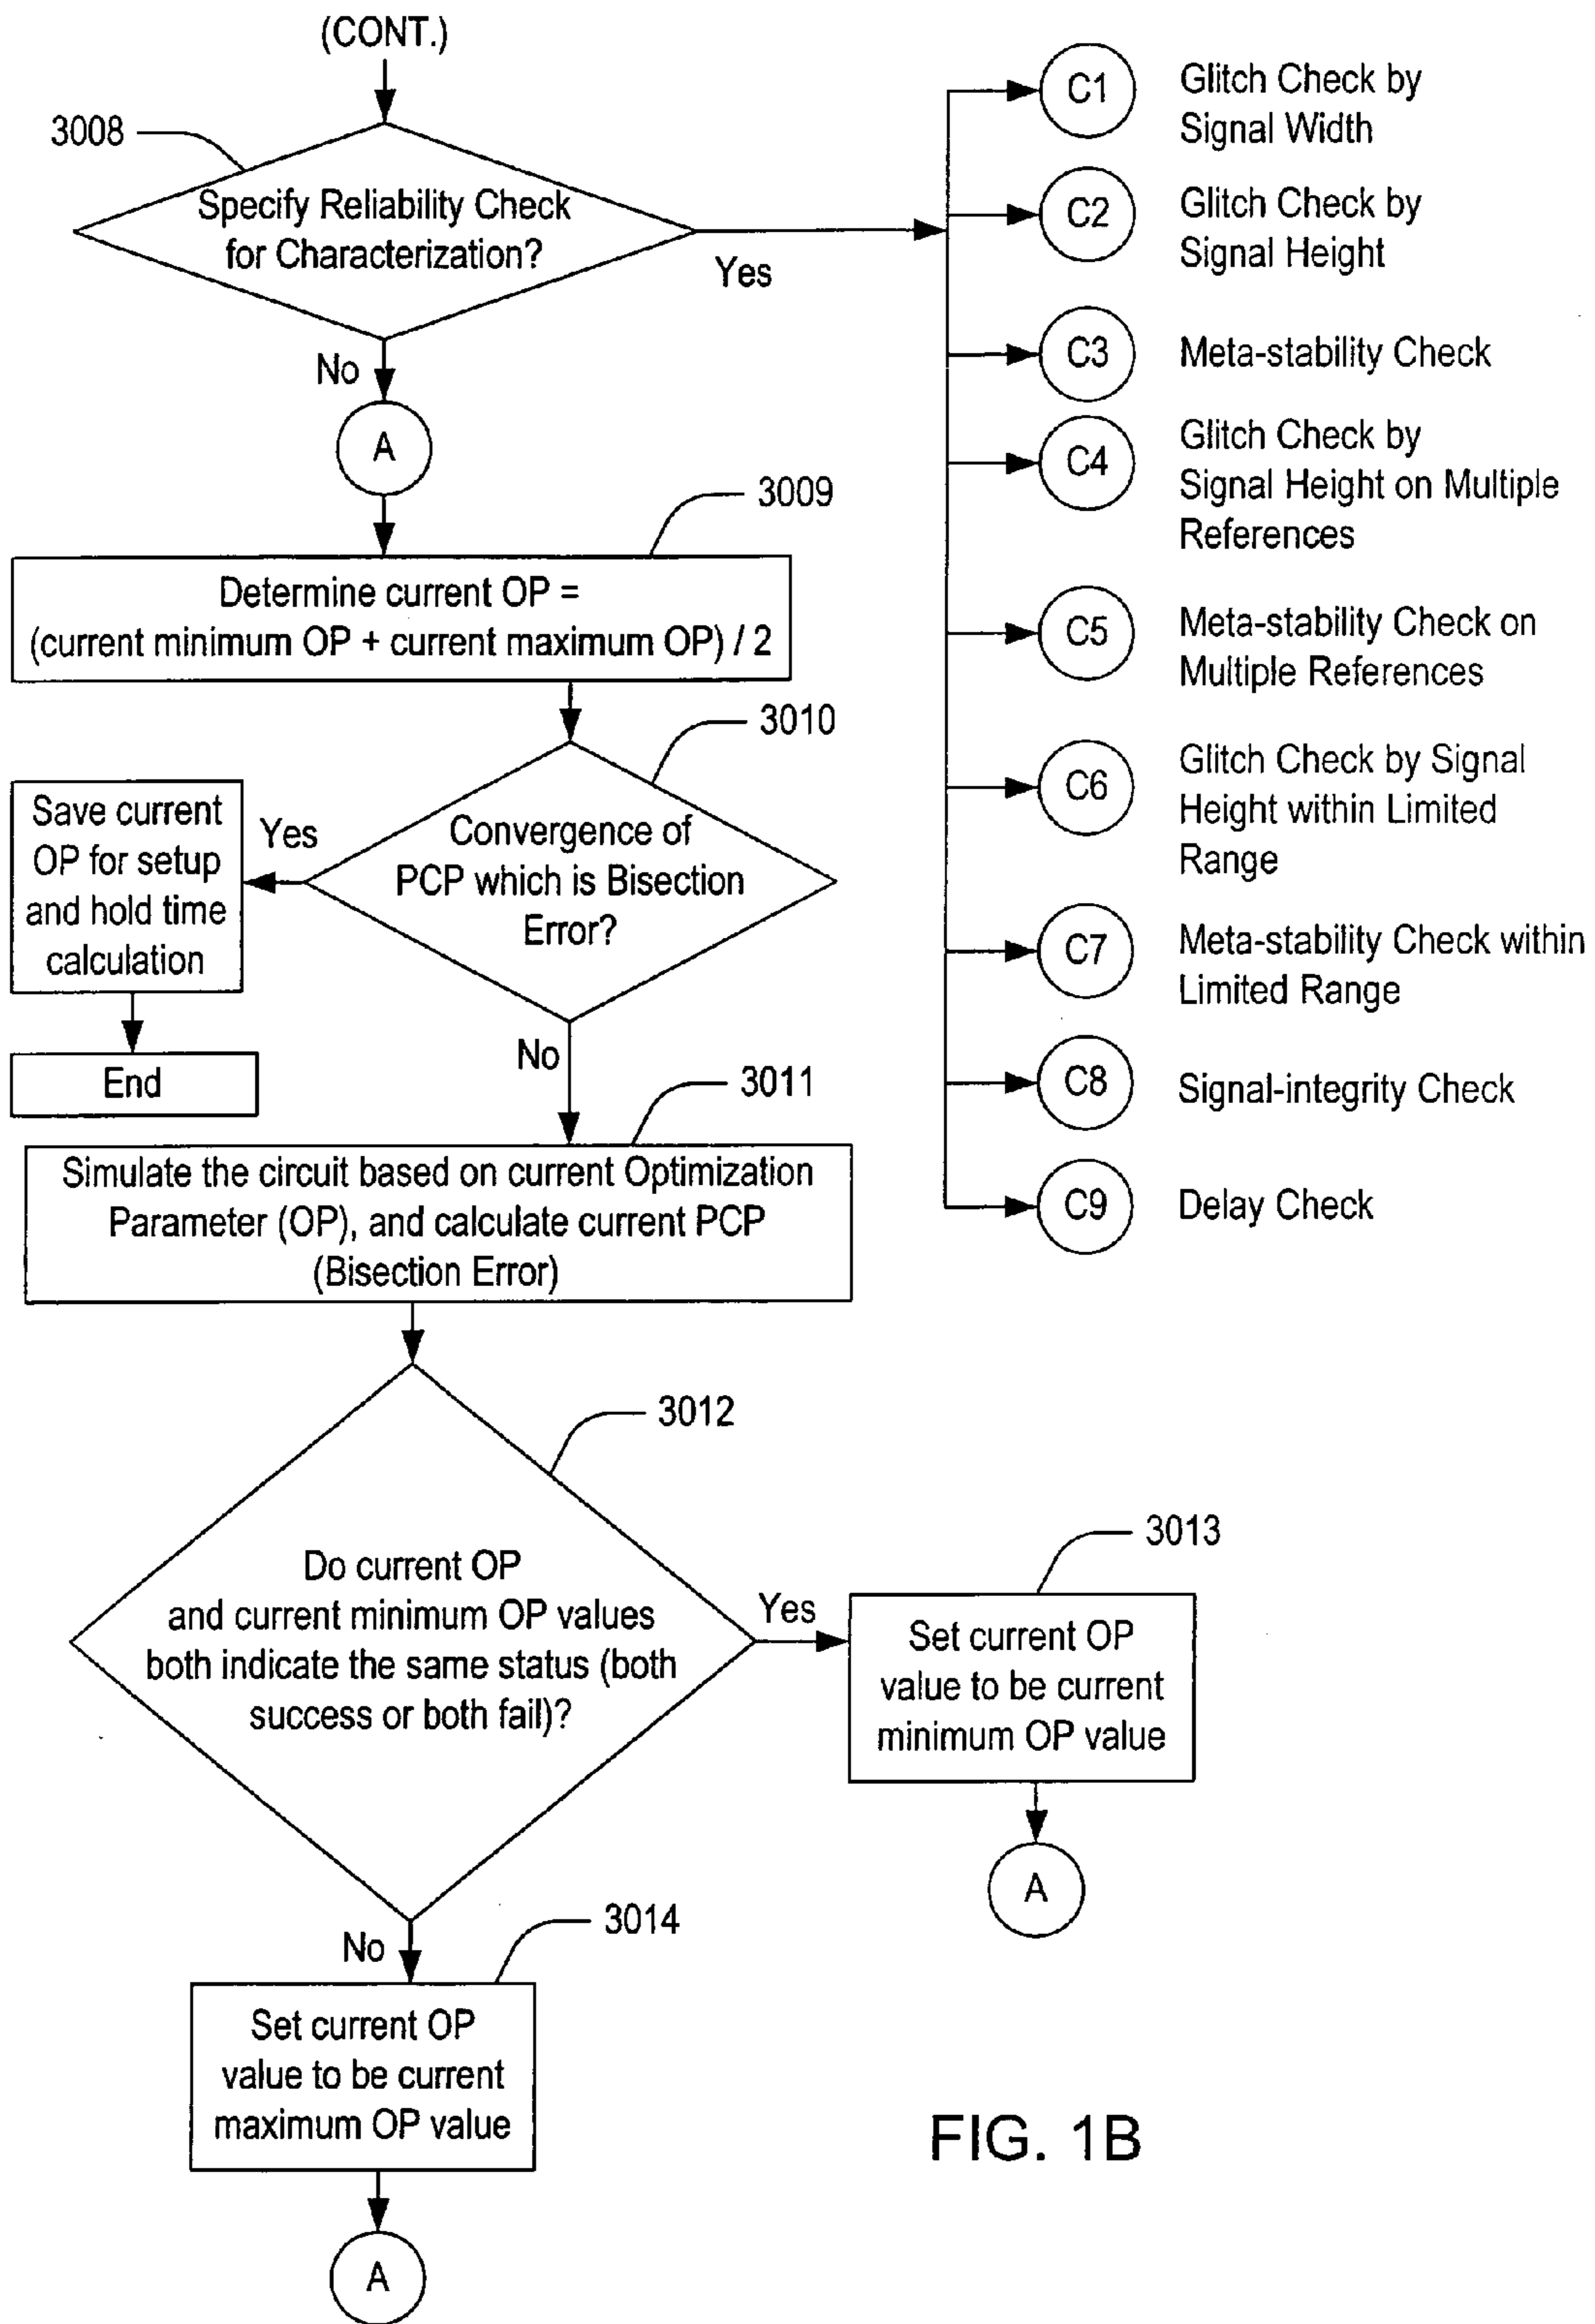 (CONT.)
3008
Specify Reliability Check
for Characterization?
Yes
No
A
3009
Determine current OP =
(current minimum OP + current maximum OP) / 2
3010
Convergence of
PCP which is Bisection
Error?
Yes
Save current
OP for setup
and hold time
calculation
End
No
3011
Simulate the circuit based on current Optimization
Parameter (OP), and calculate current PCP
(Bisection Error)
3012
Do current OP
and current minimum OP values
both indicate the same status (both
success or both fail)?
Yes
3013
Set current OP
value to be current
minimum OP value
A
No
3014
Set current OP
value to be current
maximum OP value
A
C1
Glitch Check by
Signal Width
C2
Glitch Check by
Signal Height
C3
Meta-stability Check
C4
Glitch Check by
Signal Height on Multiple
References
C5
Meta-stability Check on
Multiple References
C6
Glitch Check by Signal
Height within Limited
Range
C7
Meta-stability Check within
Limited Range
C8
Signal-integrity Check
C9
Delay Check
FIG. 1B